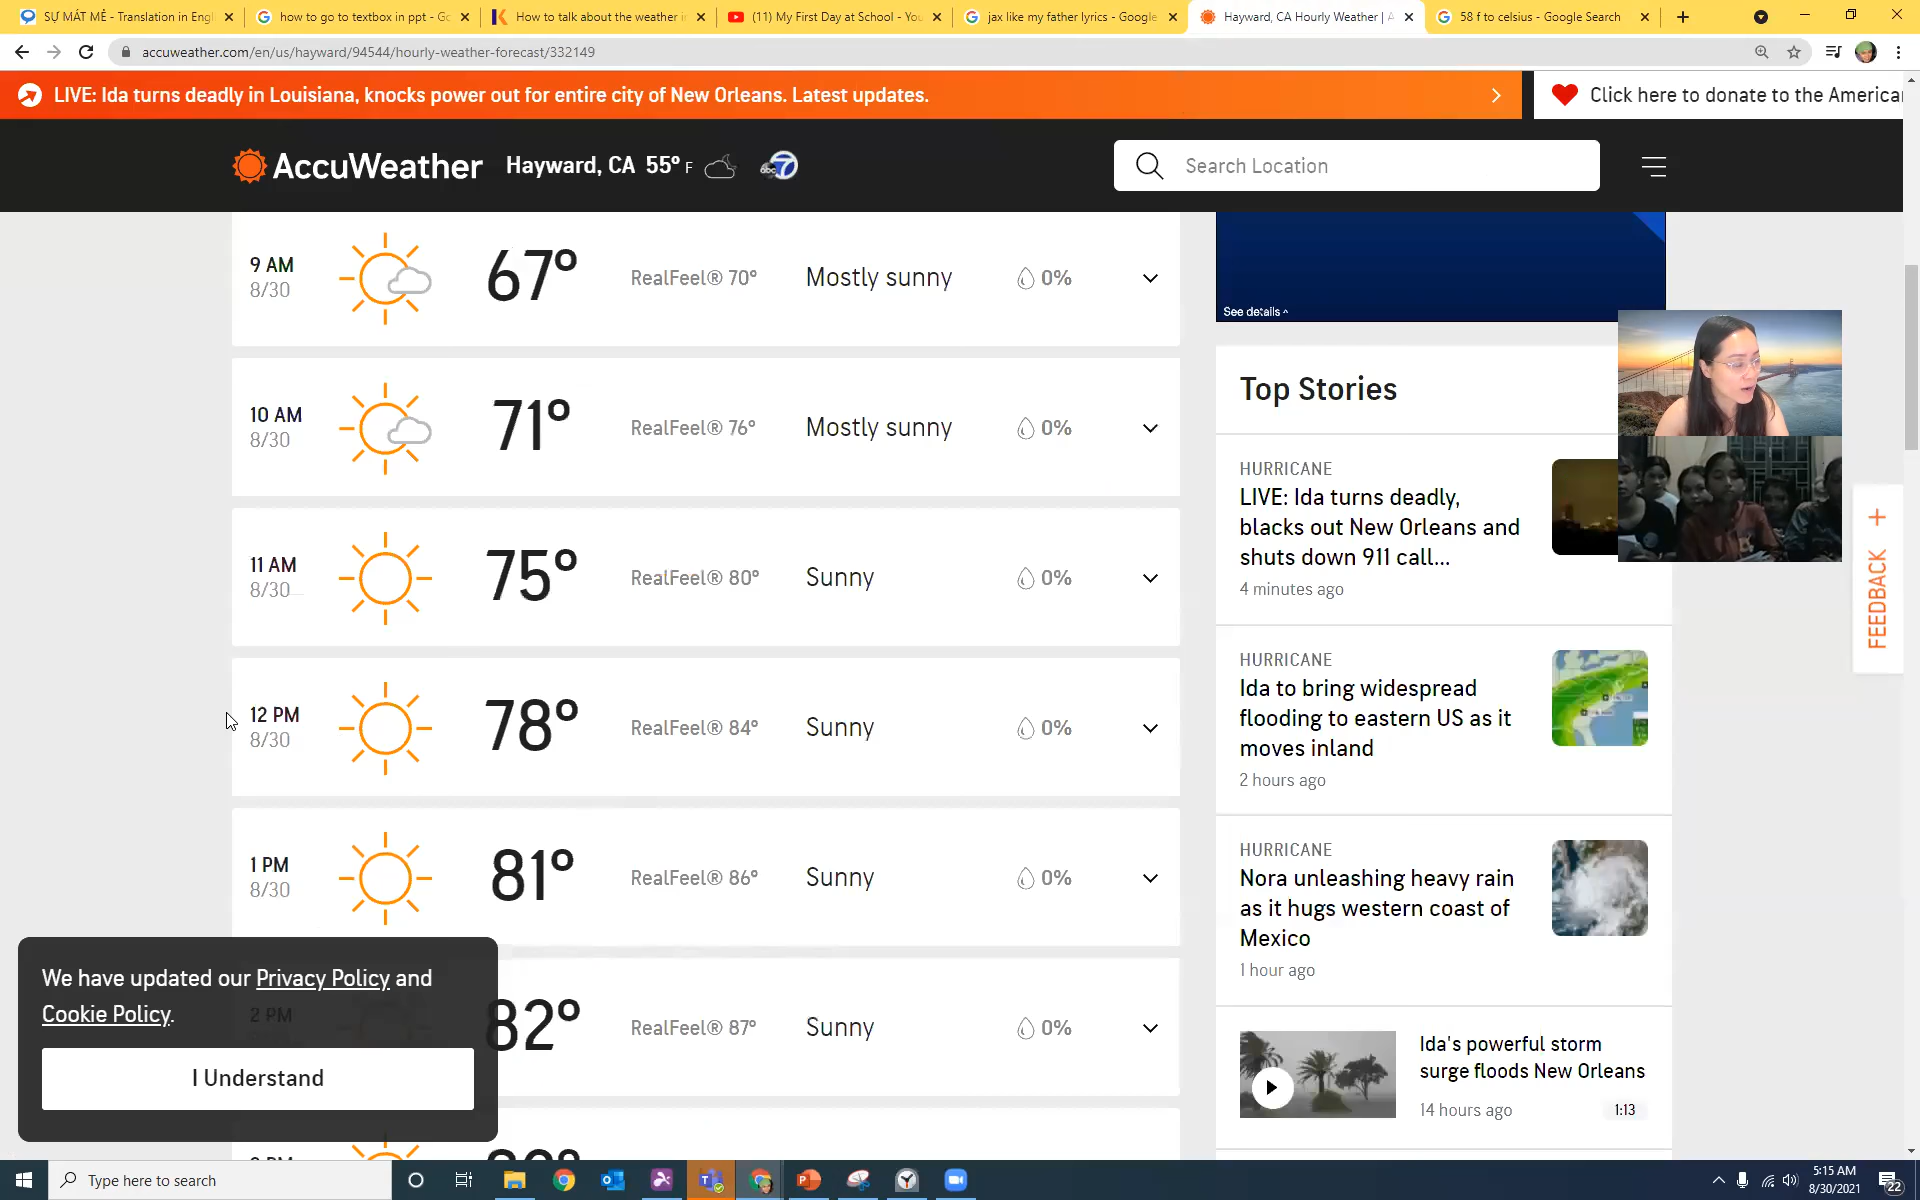 SỰ MÁT MẺ - Translation in Engl
how to go to textbox in ppt - Go
How to talk about the weather i
(11) My First Day at School - You
jax like my father lyrics - Google
Hayward, CA Hourly Weather | A
58 f to celsius - Google Search
accuweather.com/en/us/hayward/94544/hourly-weather-forecast/332149
LIVE: Ida turns deadly in Louisiana, knocks power out for entire city of New Orleans. Latest updates.
Click here to donate to the America
AccuWeather Hayward, CA 55° F
abc 7
Search Location
9 AM
8/30
67°
RealFeel® 70°
Mostly sunny
0%
10 AM
8/30
71°
RealFeel® 76°
Mostly sunny
0%
11 AM
8/30
75°
RealFeel® 80°
Sunny
0%
12 PM
8/30
78°
RealFeel® 84°
Sunny
0%
1 PM
8/30
81°
RealFeel® 86°
Sunny
0%
2 PM
82°
RealFeel® 87°
Sunny
0%
We have updated our Privacy Policy and
Cookie Policy.
I Understand
See details ^
Top Stories
HURRICANE
LIVE: Ida turns deadly,
blacks out New Orleans and
shuts down 911 call...
4 minutes ago
HURRICANE
Ida to bring widespread
flooding to eastern US as it
moves inland
2 hours ago
HURRICANE
Nora unleashing heavy rain
as it hugs western coast of
Mexico
1 hour ago
Ida's powerful storm
surge floods New Orleans
14 hours ago
1:13
FEEDBACK +
Type here to search
5:15 AM
8/30/2021
22